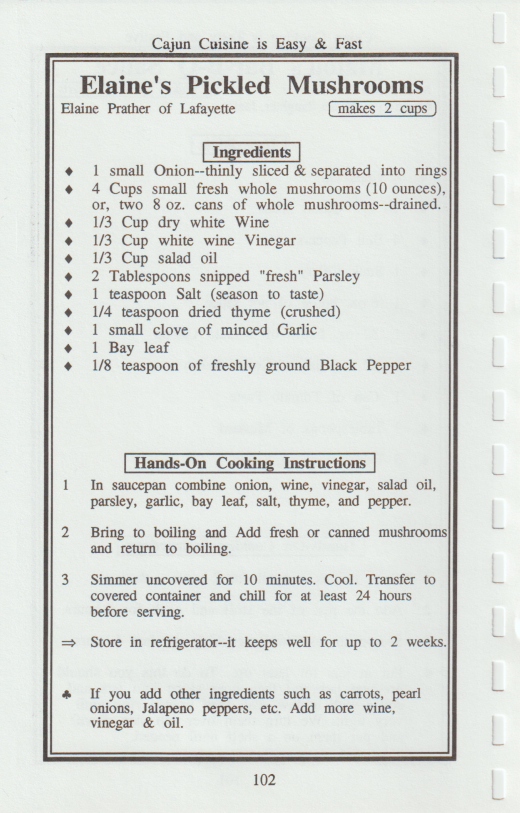 Cajun Cuisine is Easy & Fast
Elaine's Pickled Mushrooms
Elaine Prather of Lafayette makes 2 cups
Ingredients
♦ 1 small Onion--thinly sliced & separated into rings
♦ 4 Cups small fresh whole mushrooms (10 ounces),
or, two 8 oz. cans of whole mushrooms--drained.
♦ 1/3 Cup dry white Wine
♦ 1/3 Cup white wine Vinegar
♦ 1/3 Cup salad oil
♦ 2 Tablespoons snipped "fresh" Parsley
♦ 1 teaspoon Salt (season to taste)
♦ 1/4 teaspoon dried thyme (crushed)
♦ 1 small clove of minced Garlic
♦ 1 Bay leaf
♦ 1/8 teaspoon of freshly ground Black Pepper
Hands-On Cooking Instructions
1 In saucepan combine onion, wine, vinegar, salad oil,
parsley, garlic, bay leaf, salt, thyme, and pepper.
2 Bring to boiling and Add fresh or canned mushrooms
and return to boiling.
3 Simmer uncovered for 10 minutes. Cool. Transfer to
covered container and chill for at least 24 hours
before serving.
⇒ Store in refrigerator--it keeps well for up to 2 weeks.
♣ If you add other ingredients such as carrots, pearl
onions, Jalapeno peppers, etc. Add more wine,
vinegar & oil.
102